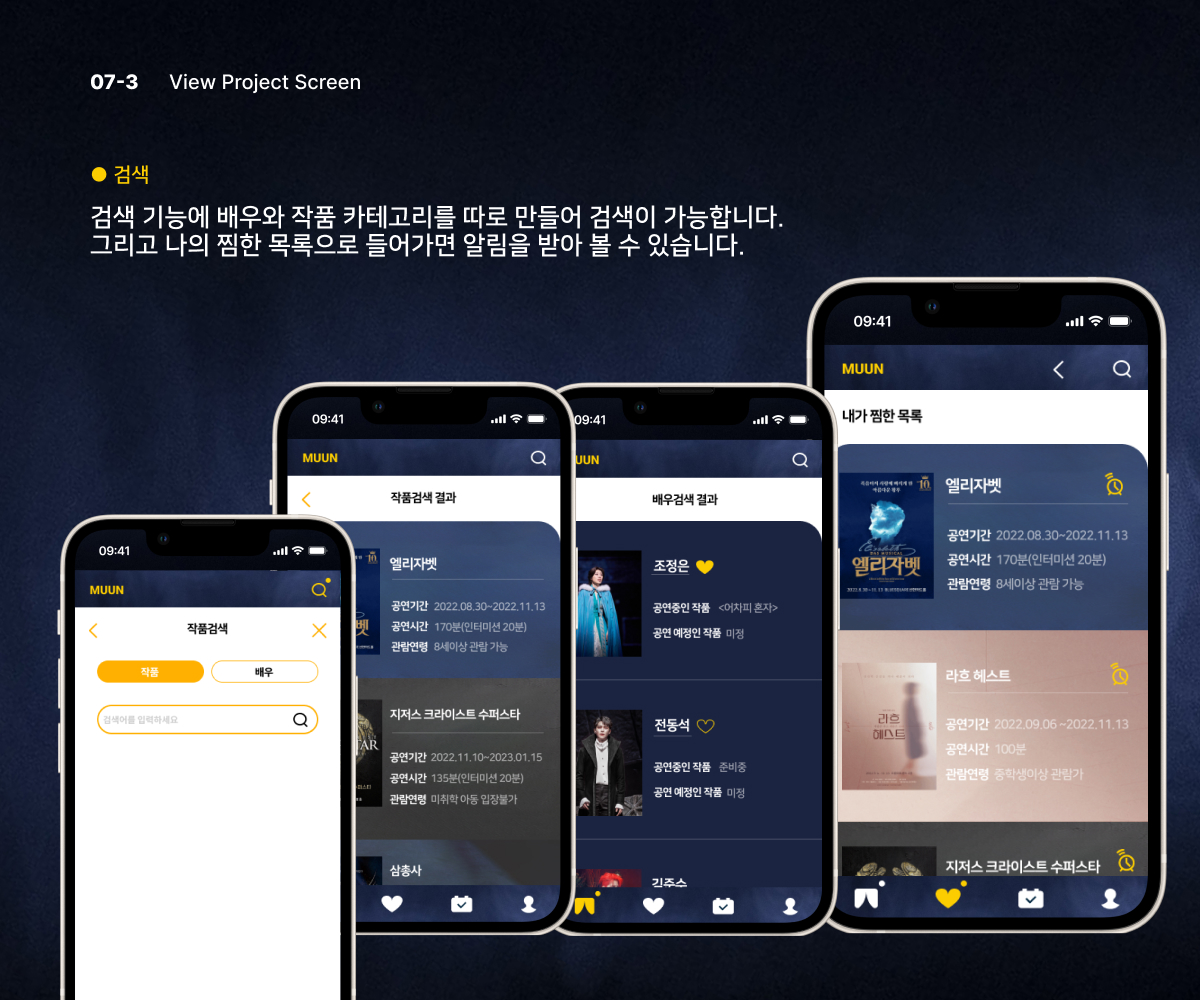 07-3 View Project Screen
검색
검색 기능에 배우와 작품 카테고리를 따로 만들어 검색이 가능합니다.
그리고 나의 찜한 목록으로 들어가면 알림을 받아 볼 수 있습니다.
09:41
MUUN
작품검색
작품 배우
검색어를 입력하세요
09:41
MUUN
작품검색 결과
엘리자벳
공연기간 2022.08.30~2022.11.13
공연시간 170분(인터미션 20분)
관람연령 8세이상 관람 가능
지저스 크라이스트 수퍼스타
공연기간 2022.11.10~2023.01.15
공연시간 135분(인터미션 20분)
관람연령 미취학 아동 입장불가
삼총사
09:41
UUN
배우검색 결과
조정은
공연중인 작품 <어차피 혼자>
공연 예정인 작품 미정
전동석
공연중인 작품 준비중
공연 예정인 작품 미정
김준수
09:41
MUUN
내가 찜한 목록
엘리자벳
엘리자벳
공연기간 2022.08.30~2022.11.13
공연시간 170분(인터미션 20분)
관람연령 8세이상 관람 가능
라흐
헤스트
라흐 헤스트
공연기간 2022.09.06 ~2022.11.13
공연시간 100분
관람연령 중학생이상 관람가
지저스 크라이스트 수퍼스타